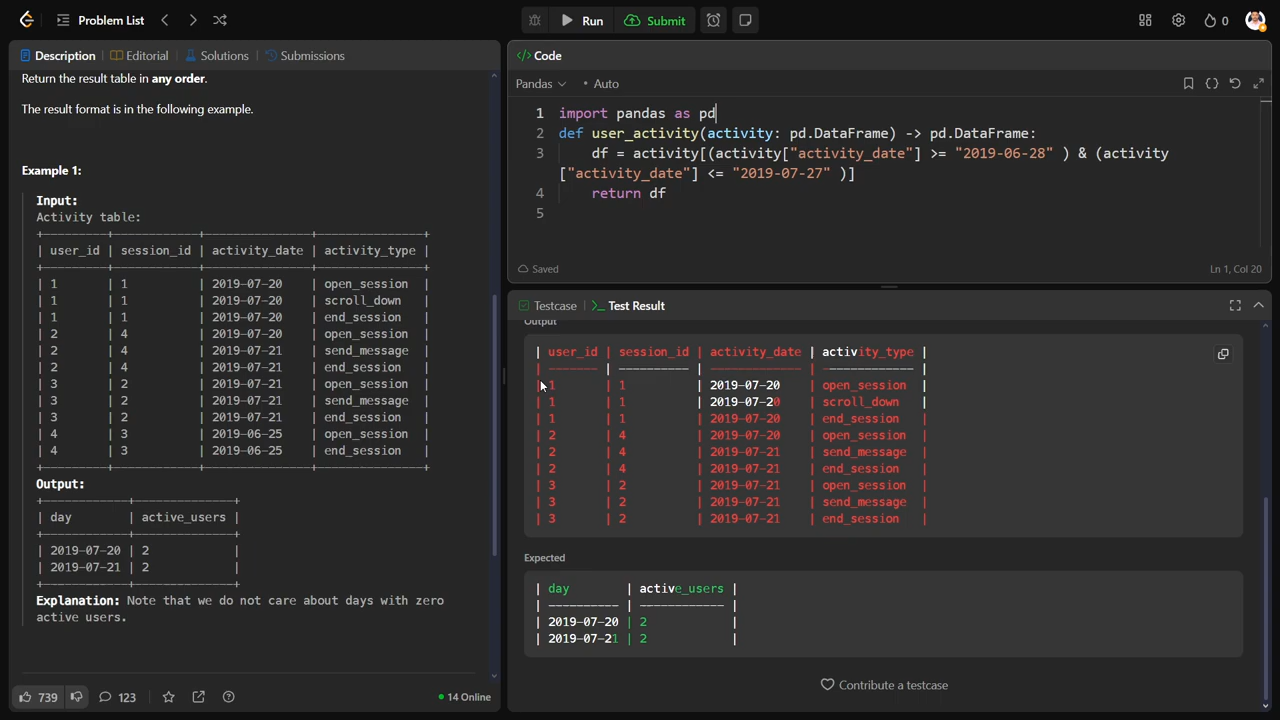 Problem List
Run
Submit
0
Description
Editorial
Solutions
Submissions
Return the result table in any order.
The result format is in the following example.
Example 1:
Input:
Activity table:
+---------+------------+---------------+---------------+
| user_id | session_id | activity_date | activity_type |
+---------+------------+---------------+---------------+
| 1 | 1 | 2019-07-20 | open_session |
| 1 | 1 | 2019-07-20 | scroll_down |
| 1 | 1 | 2019-07-20 | end_session |
| 2 | 4 | 2019-07-20 | open_session |
| 2 | 4 | 2019-07-21 | send_message |
| 2 | 4 | 2019-07-21 | end_session |
| 3 | 2 | 2019-07-21 | open_session |
| 3 | 2 | 2019-07-21 | send_message |
| 3 | 2 | 2019-07-21 | end_session |
| 4 | 3 | 2019-06-25 | open_session |
| 4 | 3 | 2019-06-25 | end_session |
+---------+------------+---------------+---------------+
Output:
+------------+--------------+
| day | active_users |
+------------+--------------+
| 2019-07-20 | 2 |
| 2019-07-21 | 2 |
+------------+--------------+
Explanation: Note that we do not care about days with zero
active users.
739
123
14 Online
Code
Pandas
Auto
1 import pandas as pd
2 def user_activity(activity: pd.DataFrame) -> pd.DataFrame:
3 df = activity[(activity["activity_date"] >= "2019-06-28" ) & (activity
["activity_date"] <= "2019-07-27" )]
4 return df
5
Saved
Ln 1, Col 20
Testcase
Test Result
Output
| user_id | session_id | activity_date | activity_type |
| ------- | ---------- | ------------- | ------------- |
| 1 | 1 | 2019-07-20 | open_session |
| 1 | 1 | 2019-07-20 | scroll_down |
| 1 | 1 | 2019-07-20 | end_session |
| 2 | 4 | 2019-07-20 | open_session |
| 2 | 4 | 2019-07-21 | send_message |
| 2 | 4 | 2019-07-21 | end_session |
| 3 | 2 | 2019-07-21 | open_session |
| 3 | 2 | 2019-07-21 | send_message |
| 3 | 2 | 2019-07-21 | end_session |
Expected
| day | active_users |
| ---------- | ------------ |
| 2019-07-20 | 2 |
| 2019-07-21 | 2 |
Contribute a testcase